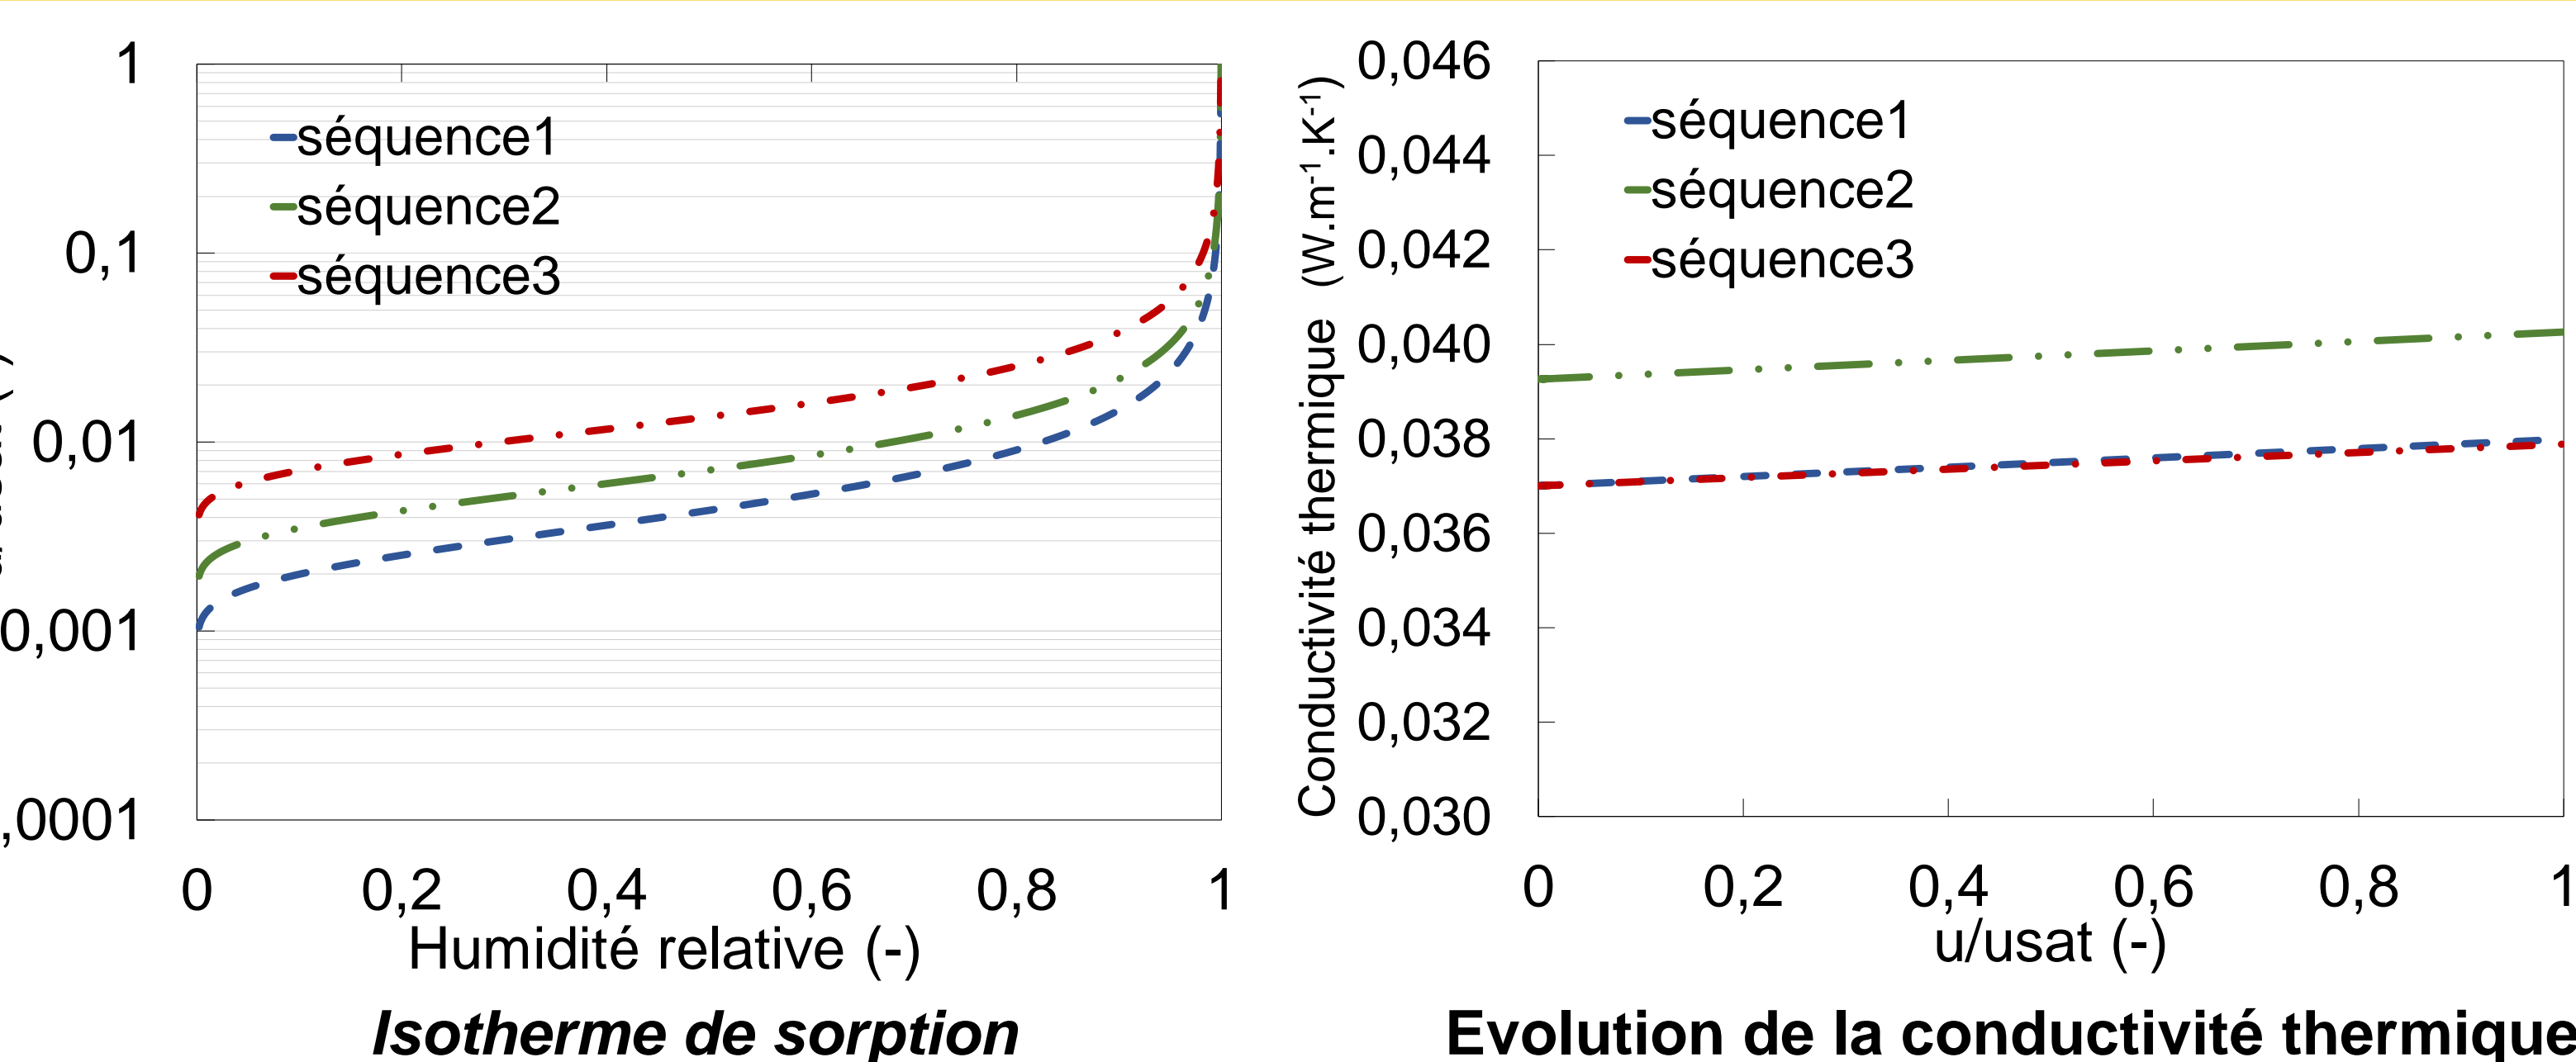 1
0,1
0,01
0,001
,0001
séquence1
séquence2
séquence3
0 0,2 0,4 0,6 0,8 1
Humidité relative (-)
Isotherme de sorption
Conductivité thermique (W.m-1.K-1)
0,046
0,044
0,042
0,040
0,038
0,036
0,034
0,032
0,030
séquence1
séquence2
séquence3
0 0,2 0,4 0,6 0,8 1
u/usat (-)
Evolution de la conductivité thermique